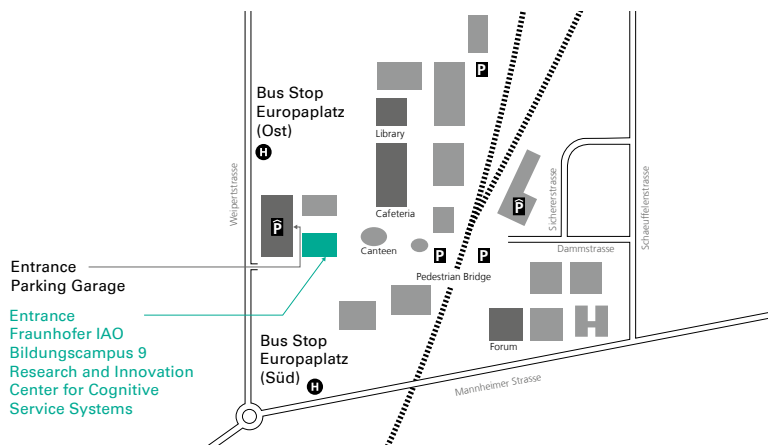 P
Bus Stop
Europaplatz
(Ost)
H
Library
Weipertstrasse
Cafeteria
P
P
Sichererstrasse
Schaeuffelenstrasse
Canteen
P
P
Dammstrasse
Pedestrian Bridge
Entrance
Parking Garage
Entrance
Fraunhofer IAO
Bildungscampus 9
Research and Innovation
Center for Cognitive
Service Systems
Bus Stop
Europaplatz
(Süd)
H
Forum
Mannheimer Strasse